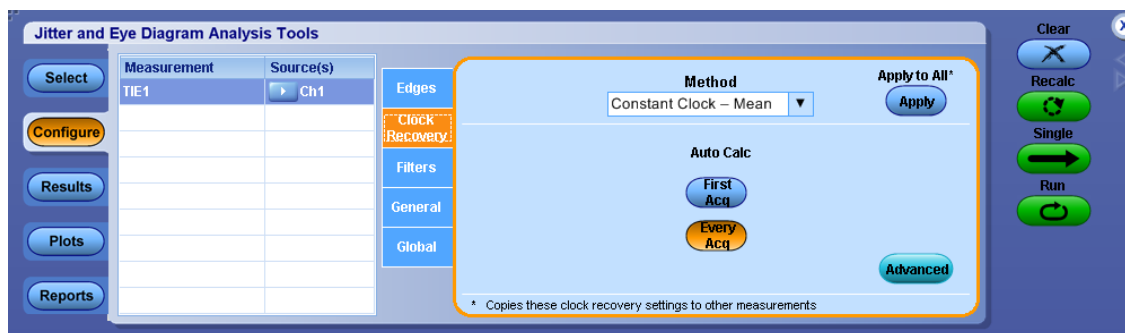 Jitter and Eye Diagram Analysis Tools
Select
Configure
Results
Plots
Reports
Measurement Source(s)
TIE1 Ch1
Edges
Clock
Recovery
Filters
General
Global
Method
Constant Clock – Mean
Apply to All*
Apply
Auto Calc
First
Acq
Every
Acq
Advanced
* Copies these clock recovery settings to other measurements
Clear
Recalc
Single
Run